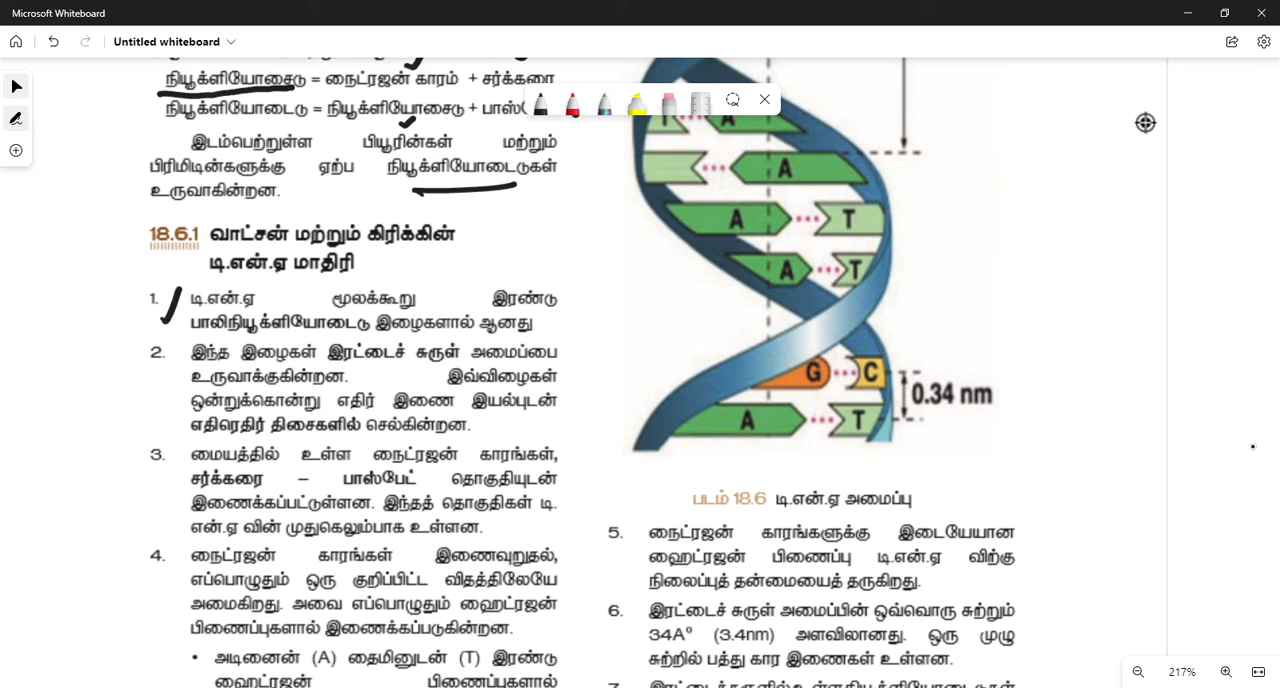 Microsoft Whiteboard
Untitled whiteboard
நியூக்ளியோசைடு = நைட்ரஜன் காரம் + சர்க்கரை
நியூக்ளியோடைடு = நியூக்ளியோசைடு + பாஸ்
இடம்பெற்றுள்ள பியூரின்கள் மற்றும்
பிரிமிடின்களுக்கு ஏற்ப நியூக்ளியோடைடுகள்
உருவாகின்றன.
18.6.1 வாட்சன் மற்றும் கிரிக்கின்
டி.என்.ஏ மாதிரி
1. டி.என்.ஏ மூலக்கூறு இரண்டு
பாலிநியூக்ளியோடைடு இழைகளால் ஆனது
2. இந்த இழைகள் இரட்டைச் சுருள் அமைப்பை
உருவாக்குகின்றன. இவ்விழைகள்
ஒன்றுக்கொன்று எதிர் இணை இயல்புடன்
எதிரெதிர் திசைகளில் செல்கின்றன.
3. மையத்தில் உள்ள நைட்ரஜன் காரங்கள்,
சர்க்கரை – பாஸ்பேட் தொகுதியுடன்
இணைக்கப்பட்டுள்ளன. இந்தத் தொகுதிகள் டி.
என்.ஏ வின் முதுகெலும்பாக உள்ளன.
4. நைட்ரஜன் காரங்கள் இணைவுறுதல்,
எப்பொழுதும் ஒரு குறிப்பிட்ட விதத்திலேயே
அமைகிறது. அவை எப்பொழுதும் ஹைட்ரஜன்
பிணைப்புகளால் இணைக்கப்படுகின்றன.
• அடினைன் (A) தைமினுடன் (T) இரண்டு
ஹைட்ரஜன் பிணைப்புகளால்
T A
A
A T
A T
G C
0.34 nm
A T
படம் 18.6 டி.என்.ஏ அமைப்பு
5. நைட்ரஜன் காரங்களுக்கு இடையேயான
ஹைட்ரஜன் பிணைப்பு டி.என்.ஏ விற்கு
நிலைப்புத் தன்மையைத் தருகிறது.
6. இரட்டைச் சுருள் அமைப்பின் ஒவ்வொரு சுற்றும்
34A° (3.4nm) அளவிலானது. ஒரு முழு
சுற்றில் பத்து கார இணைகள் உள்ளன.
217%